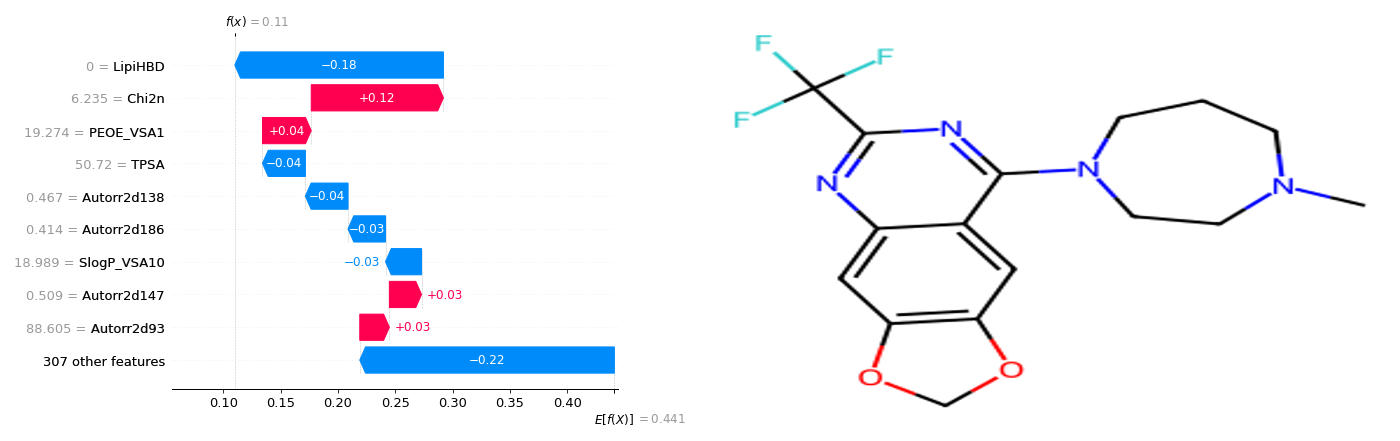 f(x) = 0.11
0 = LipiHBD
−0.18
6.235 = Chi2n
+0.12
19.274 = PEOE_VSA1
+0.04
50.72 = TPSA
−0.04
0.467 = Autorr2d138
−0.04
0.414 = Autorr2d186
−0.03
18.989 = SlogP_VSA10
−0.03
0.509 = Autorr2d147
+0.03
88.605 = Autorr2d93
+0.03
307 other features
−0.22
0.10 0.15 0.20 0.25 0.30 0.35 0.40
E[f(X)] = 0.441
F
F
F
N
N
N
N
O
O